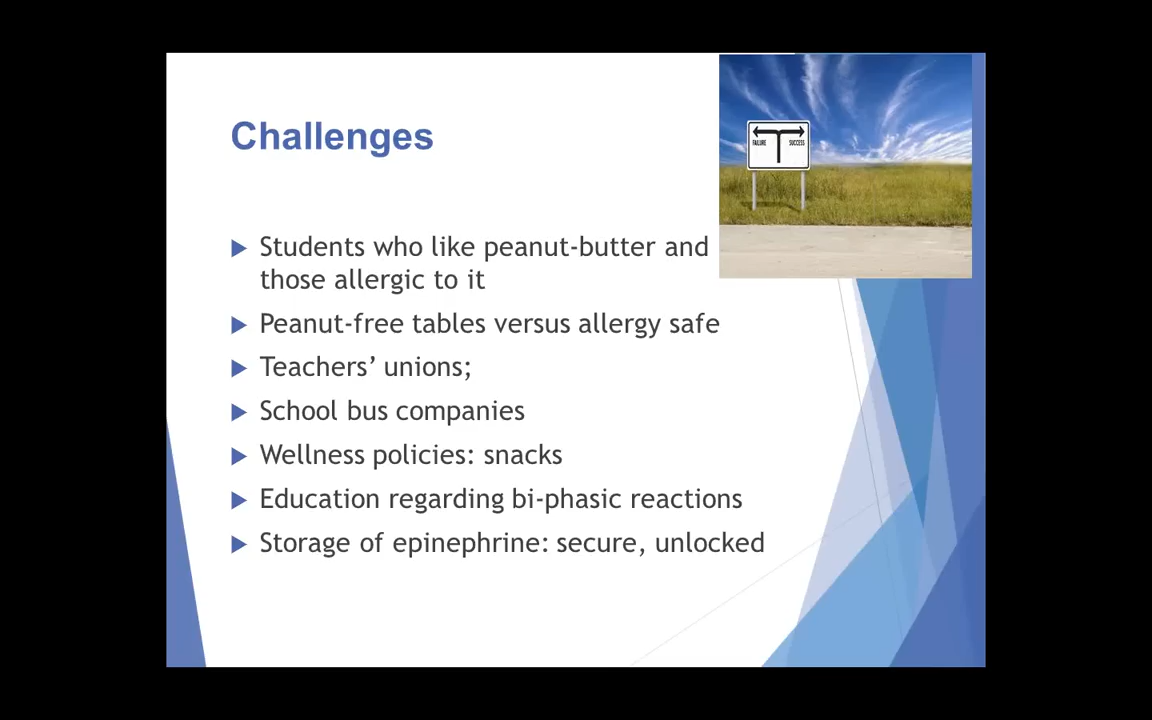 Challenges
FAILURE SUCCESS
Students who like peanut-butter and
those allergic to it
Peanut-free tables versus allergy safe
Teachers’ unions;
School bus companies
Wellness policies: snacks
Education regarding bi-phasic reactions
Storage of epinephrine: secure, unlocked